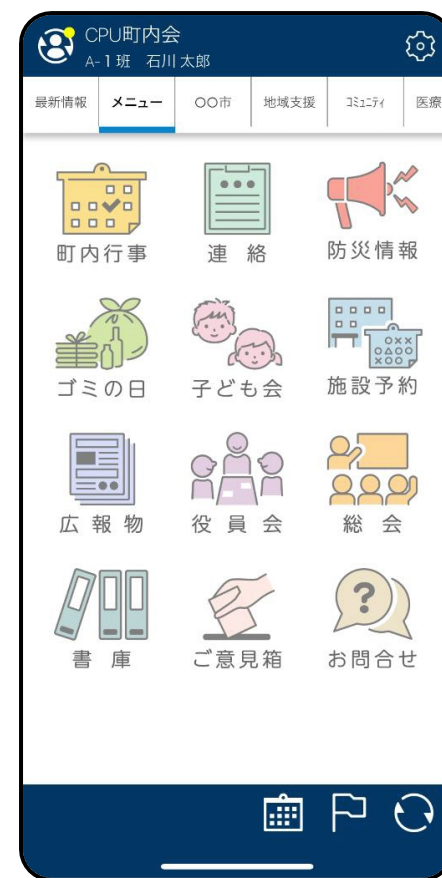 CPU町内会
A-1班 石川太郎
最新情報 メニュー 〇〇市 地域支援 ｺﾐｭﾆﾃｨ 医療
町内行事 連絡 防災情報
ゴミの日 子ども会 施設予約
広報物 役員会 総会
書庫 ご意見箱 お問合せ